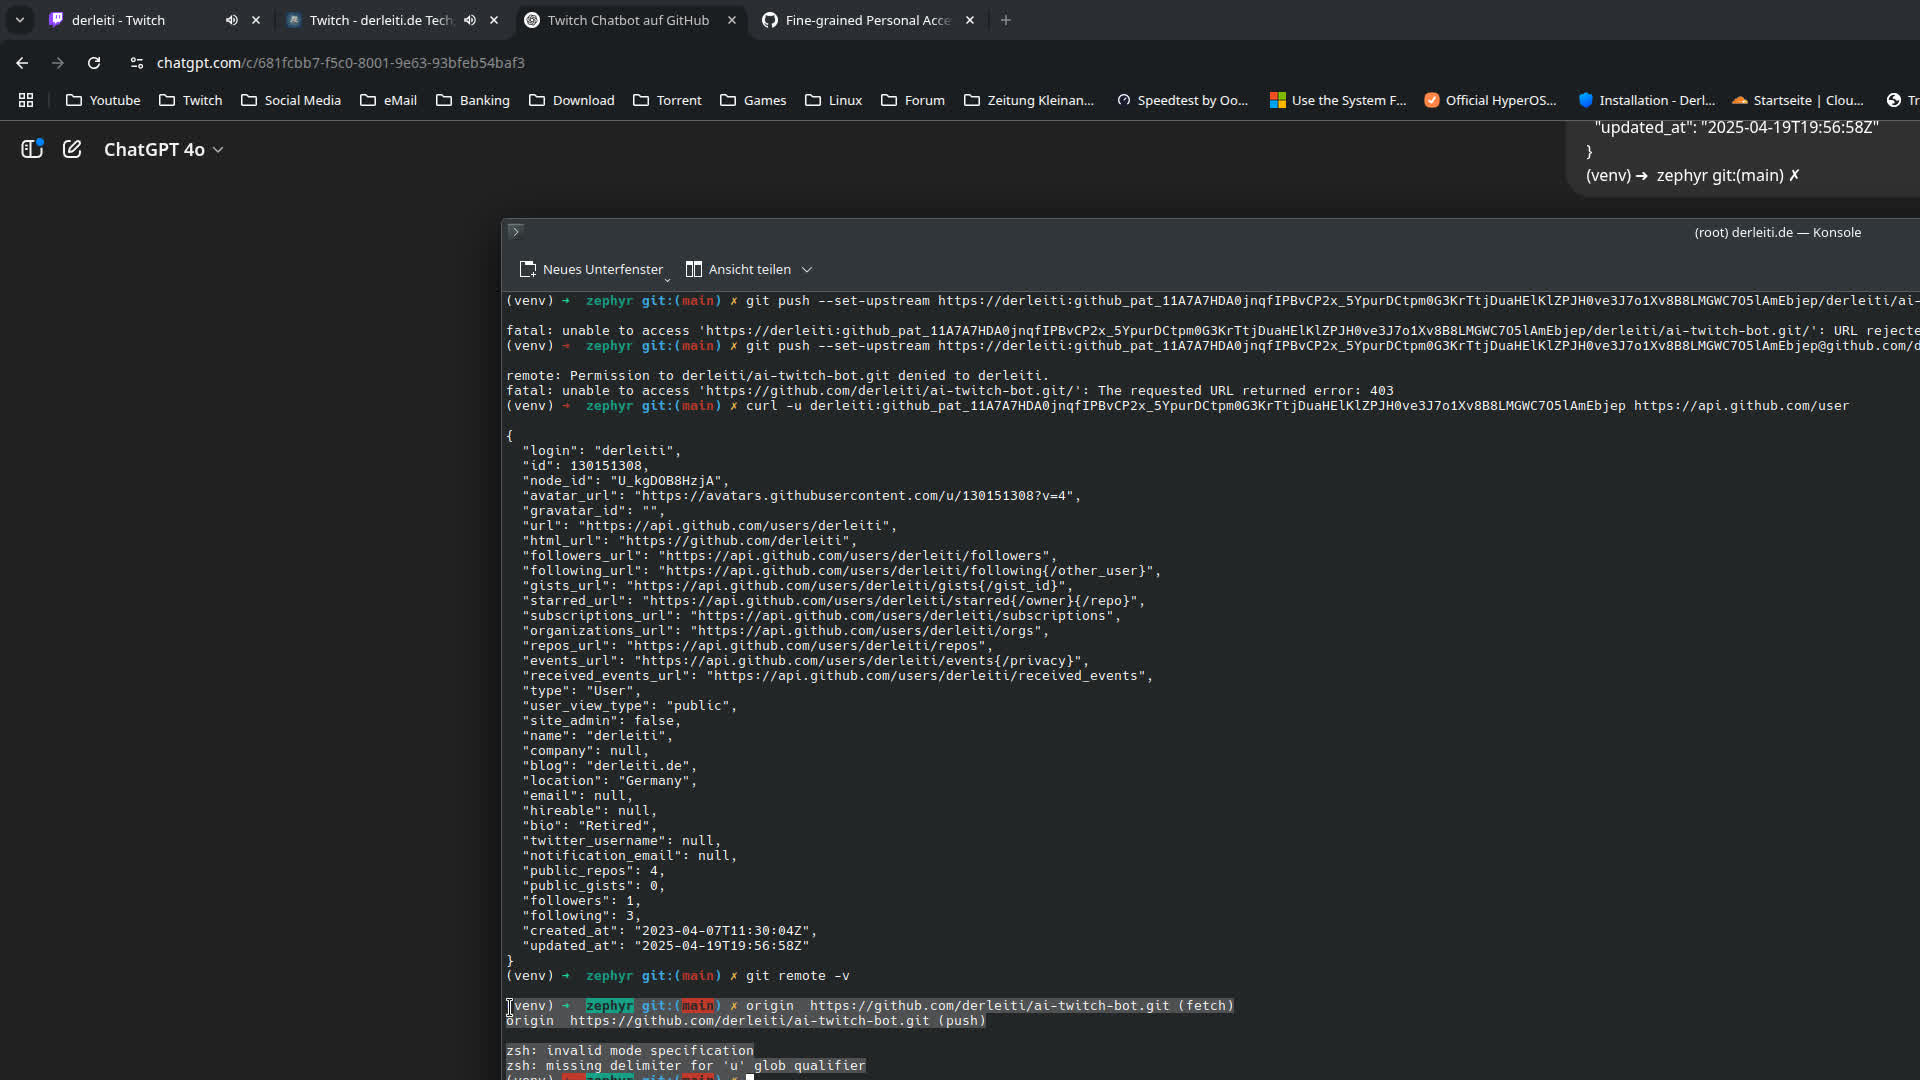 derleiti - Twitch
Twitch - derleiti.de Tech
Twitch Chatbot auf GitHub
Fine-grained Personal Acce
chatgpt.com/c/681fcbb7-f5c0-8001-9e63-93bfeb54baf3
Youtube
Twitch
Social Media
eMail
Banking
Download
Torrent
Games
Linux
Forum
Zeitung Kleinan...
Speedtest by Oo...
Use the System F...
Official HyperOS...
Installation - Derl...
Startseite | Clou...
Tr
ChatGPT 4o
"updated_at": "2025-04-19T19:56:58Z"
}
(venv) ➜ zephyr git:(main) ✗
(root) derleiti.de — Konsole
Neues Unterfenster
Ansicht teilen
(venv) ➜ zephyr git:(main) ✗ git push --set-upstream https://derleiti: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/derleiti/ai-
fatal: unable to access 'https://derleiti: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/derleiti/ai-twitch-bot.git/': URL rejecte
(venv) ➜ zephyr git:(main) ✗ git push --set-upstream https://derleiti: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@github.com/d
remote: Permission to derleiti/ai-twitch-bot.git denied to derleiti.
fatal: unable to access 'https://github.com/derleiti/ai-twitch-bot.git/': The requested URL returned error: 403
(venv) ➜ zephyr git:(main) ✗ curl -u derleiti: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 https://api.github.com/user
{
"login": "derleiti",
"id": 130151308,
"node_id": "U_kgDOB8HzjA",
"avatar_url": "https://avatars.githubusercontent.com/u/130151308?v=4",
"gravatar_id": "",
"url": "https://api.github.com/users/derleiti",
"html_url": "https://github.com/derleiti",
"followers_url": "https://api.github.com/users/derleiti/followers",
"following_url": "https://api.github.com/users/derleiti/following{/other_user}",
"gists_url": "https://api.github.com/users/derleiti/gists{/gist_id}",
"starred_url": "https://api.github.com/users/derleiti/starred{/owner}{/repo}",
"subscriptions_url": "https://api.github.com/users/derleiti/subscriptions",
"organizations_url": "https://api.github.com/users/derleiti/orgs",
"repos_url": "https://api.github.com/users/derleiti/repos",
"events_url": "https://api.github.com/users/derleiti/events{/privacy}",
"received_events_url": "https://api.github.com/users/derleiti/received_events",
"type": "User",
"user_view_type": "public",
"site_admin": false,
"name": "derleiti",
"company": null,
"blog": "derleiti.de",
"location": "Germany",
"email": null,
"hireable": null,
"bio": "Retired",
"twitter_username": null,
"notification_email": null,
"public_repos": 4,
"public_gists": 0,
"followers": 1,
"following": 3,
"created_at": "2023-04-07T11:30:04Z",
"updated_at": "2025-04-19T19:56:58Z"
}
(venv) ➜ zephyr git:(main) ✗ git remote -v
(venv) ➜ zephyr git:(main) ✗ origin https://github.com/derleiti/ai-twitch-bot.git (fetch)
origin https://github.com/derleiti/ai-twitch-bot.git (push)
zsh: invalid mode specification
zsh: missing delimiter for 'u' glob qualifier